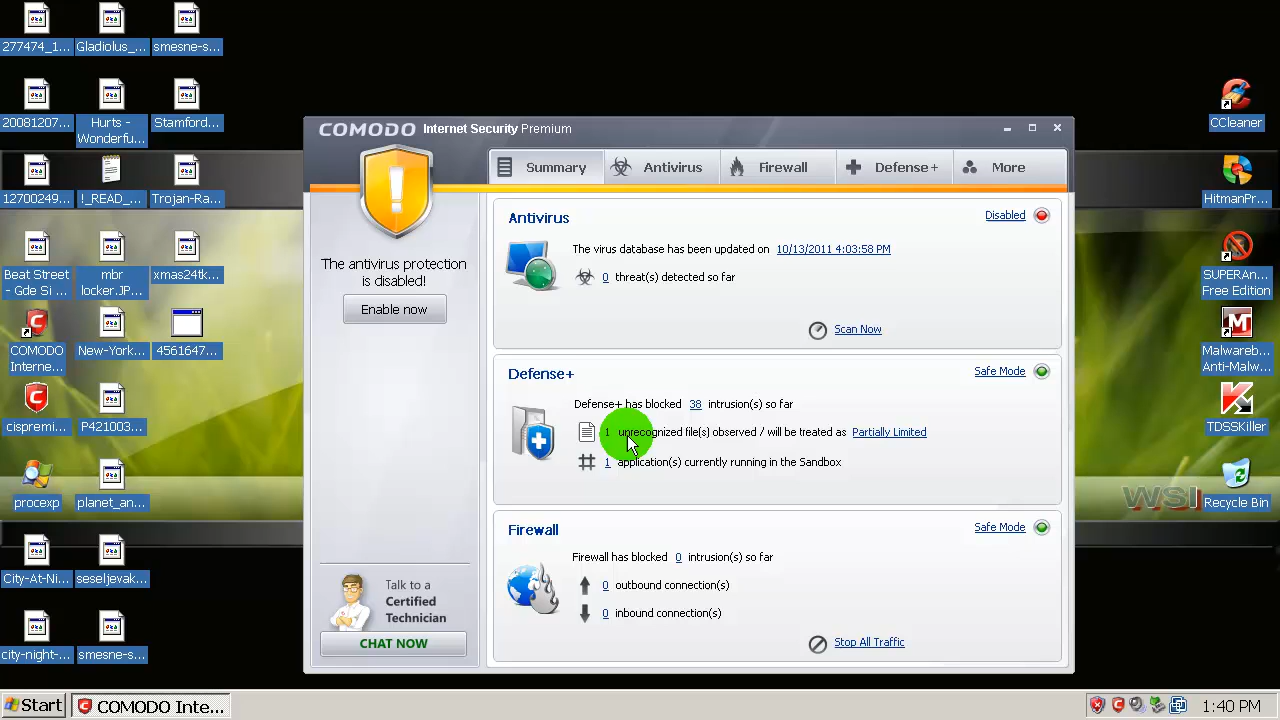 277474_1...
Gladiolus_...
smesne-s...
20081207...
Hurts -
Wonderfu...
Stamford...
12700249...
!_READ_...
Trojan-Ra...
Beat Street
- Gde Si ...
mbr
locker.JP...
xmas24tk...
COMODO
Interne...
New-York...
4561647...
cispremi...
P421003...
procexp
planet_an...
City-At-Ni...
seseljevak...
city-night-...
smesne-s...
COMODO Internet Security Premium
Summary
Antivirus
Firewall
Defense+
More
The antivirus protection
is disabled!
Enable now
Talk to a
Certified
Technician
CHAT NOW
Antivirus
Disabled
The virus database has been updated on 10/13/2011 4:03:58 PM
0 threat(s) detected so far
Scan Now
Defense+
Safe Mode
Defense+ has blocked 38 intrusion(s) so far
1 unrecognized file(s) observed / will be treated as Partially Limited
1 application(s) currently running in the Sandbox
Firewall
Safe Mode
Firewall has blocked 0 intrusion(s) so far
0 outbound connection(s)
0 inbound connection(s)
Stop All Traffic
CCleaner
HitmanPr...
SUPERAn...
Free Edition
Malwareb...
Anti-Malw...
TDSSKiller
WSI
Recycle Bin
Start
COMODO Inte...
1:40 PM